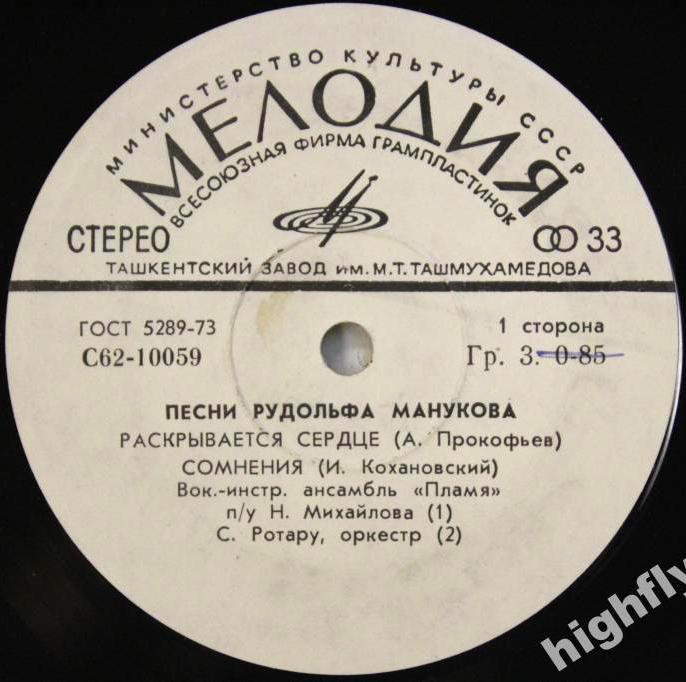 МИНИСТЕРСТВО КУЛЬТУРЫ СССР
МЕЛОДИЯ
ВСЕСОЮЗНАЯ ФИРМА ГРАМПЛАСТИНОК
СТЕРЕО
33
ТАШКЕНТСКИЙ ЗАВОД им. М.Т. ТАШМУХАМЕДОВА
ГОСТ 5289-73
1 сторона
С62-10059
Гр. 3. 0-85
ПЕСНИ РУДОЛЬФА МАНУКОВА
РАСКРЫВАЕТСЯ СЕРДЦЕ (А. Прокофьев)
СОМНЕНИЯ (И. Кохановский)
Вок.-инстр. ансамбль «Пламя»
п/у Н. Михайлова (1)
С. Ротару, оркестр (2)
highfly